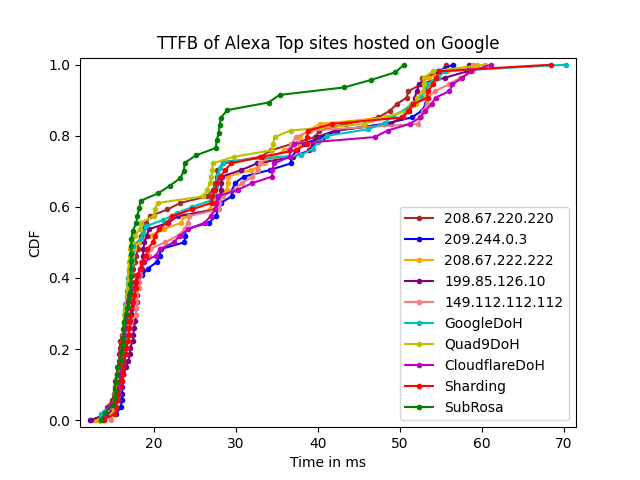 TTFB of Alexa Top sites hosted on Google
1.0
0.8
0.6
0.4
0.2
0.0
CDF
208.67.220.220
209.244.0.3
208.67.222.222
199.85.126.10
149.112.112.112
GoogleDoH
Quad9DoH
CloudflareDoH
Sharding
SubRosa
20 30 40 50 60 70
Time in ms